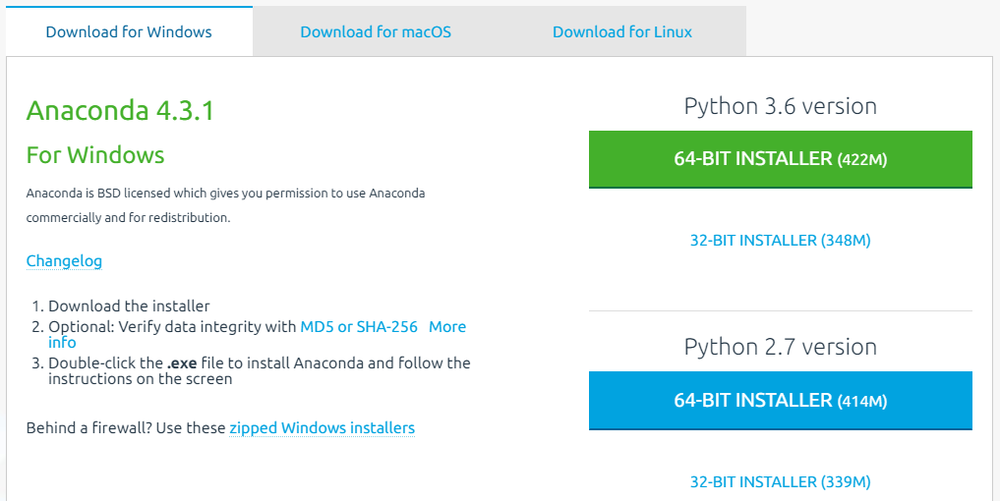 Download for Windows
Download for macOS
Download for Linux
Anaconda 4.3.1
For Windows
Anaconda is BSD licensed which gives you permission to use Anaconda
commercially and for redistribution.
Changelog
1. Download the installer
2. Optional: Verify data integrity with MD5 or SHA-256 More
info
3. Double-click the .exe file to install Anaconda and follow the
instructions on the screen
Behind a firewall? Use these zipped Windows installers
Python 3.6 version
64-BIT INSTALLER (422M)
32-BIT INSTALLER (348M)
Python 2.7 version
64-BIT INSTALLER (414M)
32-BIT INSTALLER (339M)